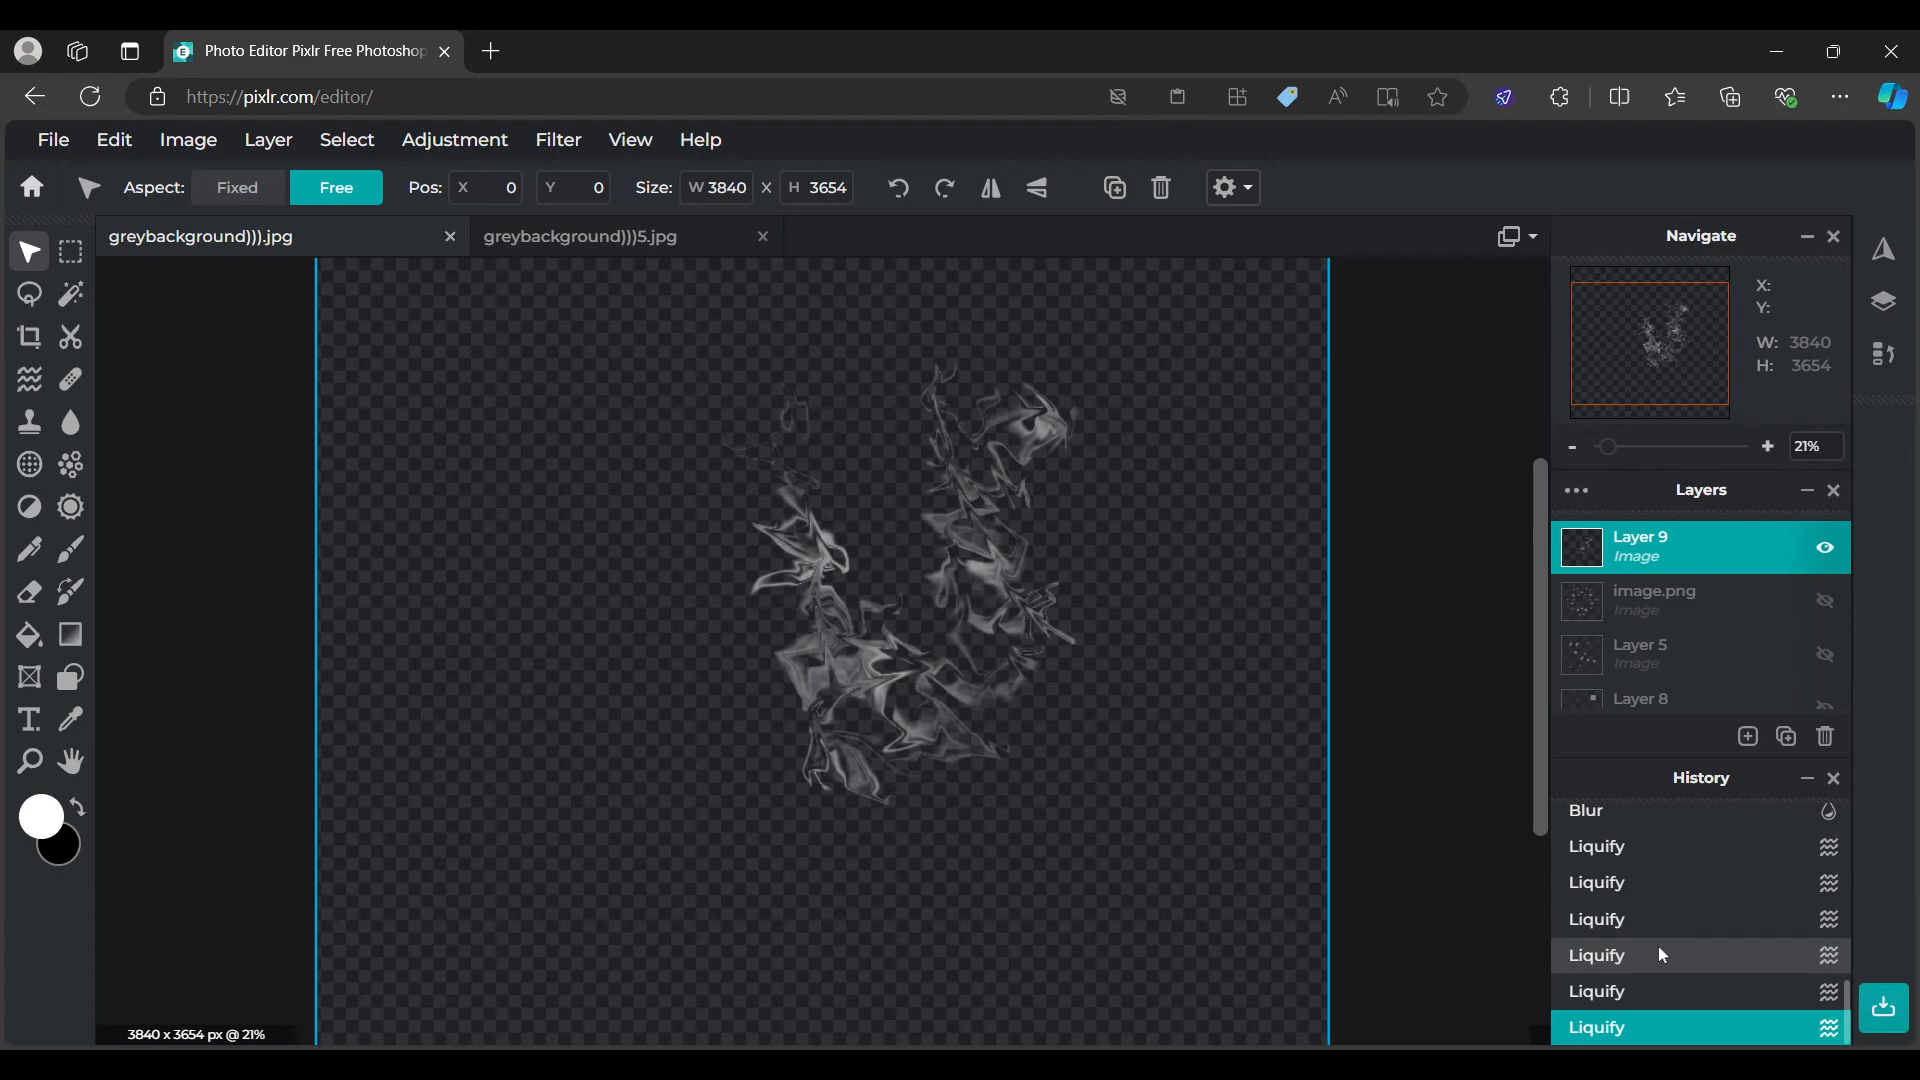 Photo Editor Pixlr Free Photoshop
https://pixlr.com/editor/
File Edit Image Layer Select Adjustment Filter View Help
Aspect: Fixed Free Pos: X 0 Y 0 Size: W 3840 X H 3654
greybackground))).jpg greybackground)))5.jpg
Navigate
X:
Y:
W: 3840
H: 3654
- + 21%
Layers
Layer 9
Image
image.png
Image
Layer 5
Image
Layer 8
History
Blur
Liquify
Liquify
Liquify
Liquify
Liquify
Liquify
3840 x 3654 px @ 21%